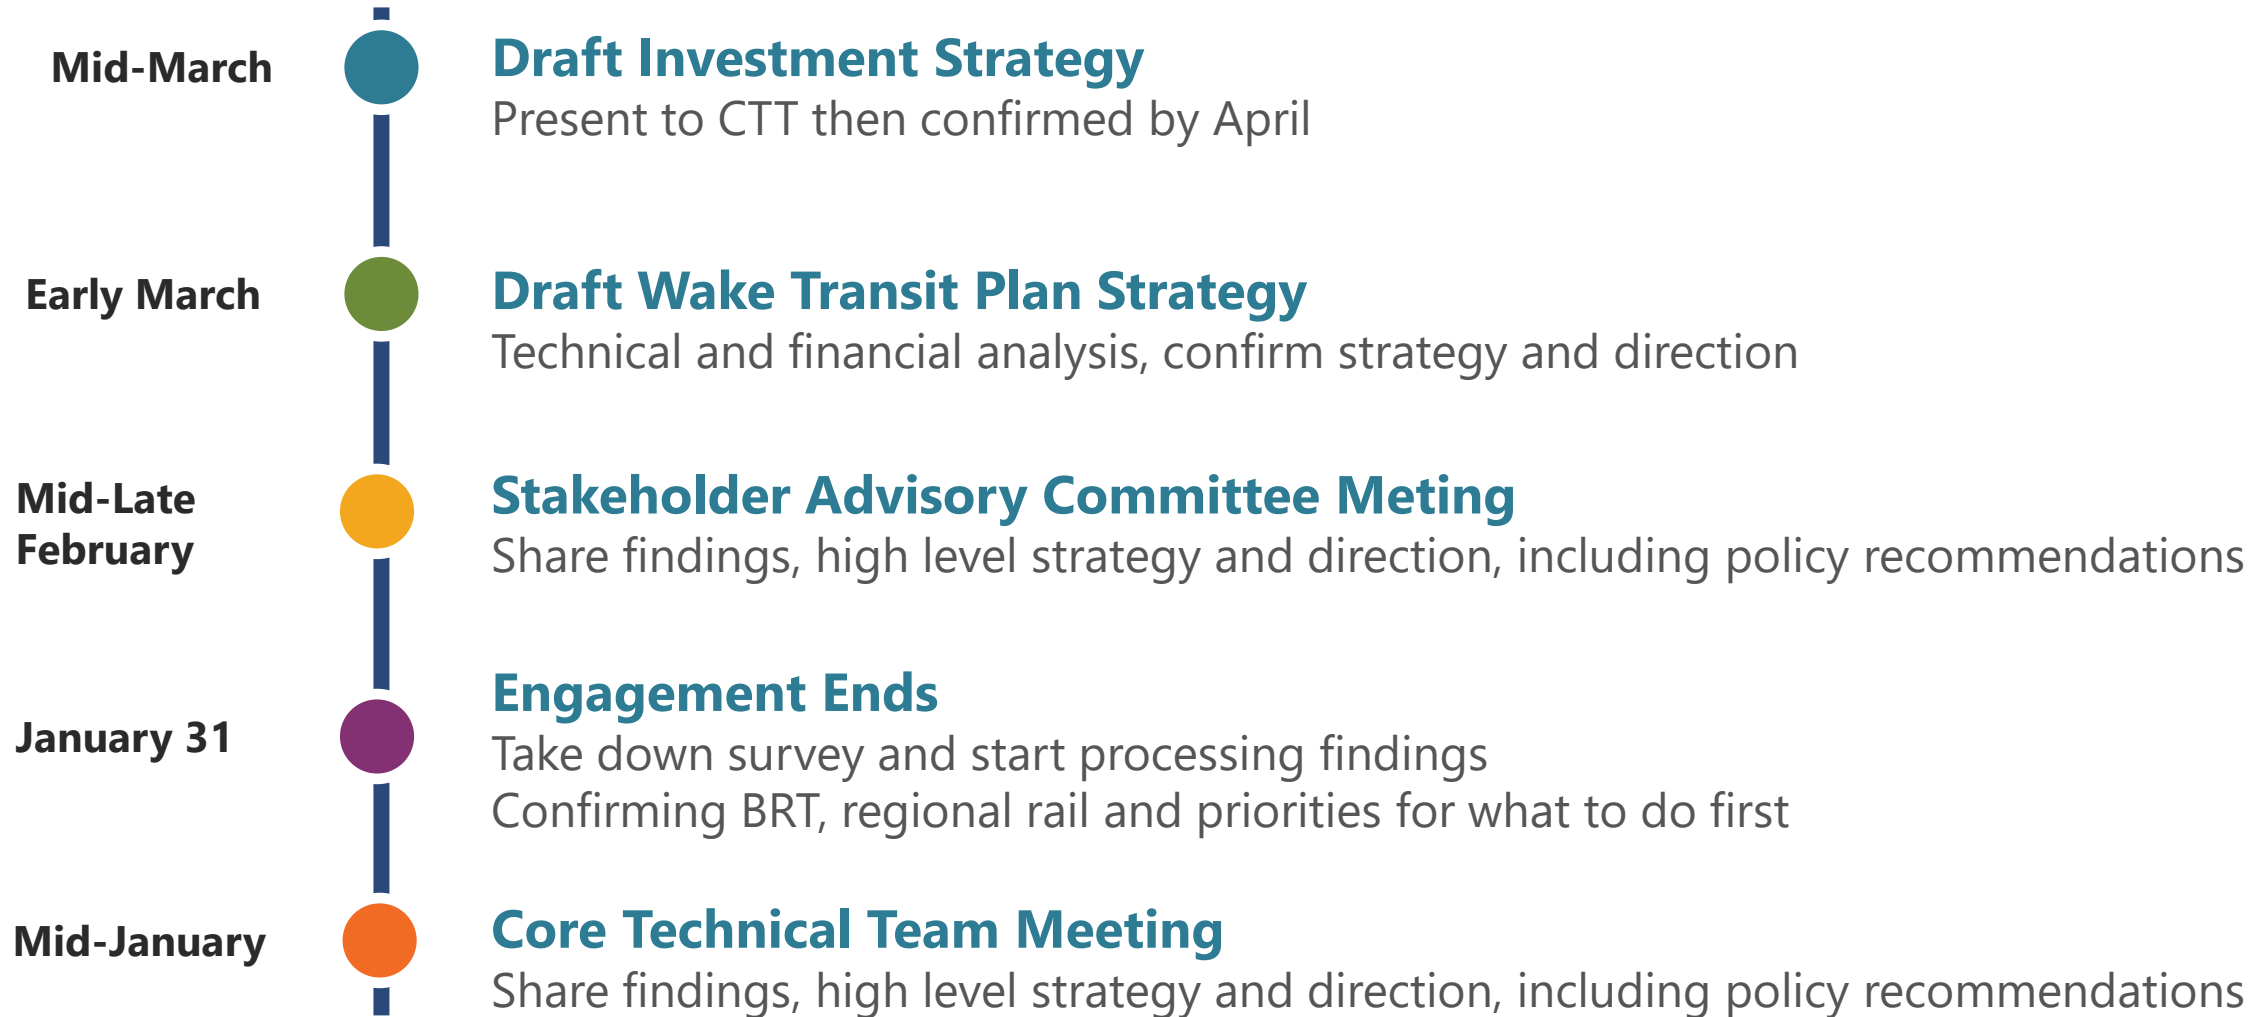 Mid-March
Draft Investment Strategy
Present to CTT then confirmed by April
Early March
Draft Wake Transit Plan Strategy
Technical and financial analysis, confirm strategy and direction
Mid-Late
February
Stakeholder Advisory Committee Meting
Share findings, high level strategy and direction, including policy recommendations
January 31
Engagement Ends
Take down survey and start processing findings
Confirming BRT, regional rail and priorities for what to do first
Mid-January
Core Technical Team Meeting
Share findings, high level strategy and direction, including policy recommendations